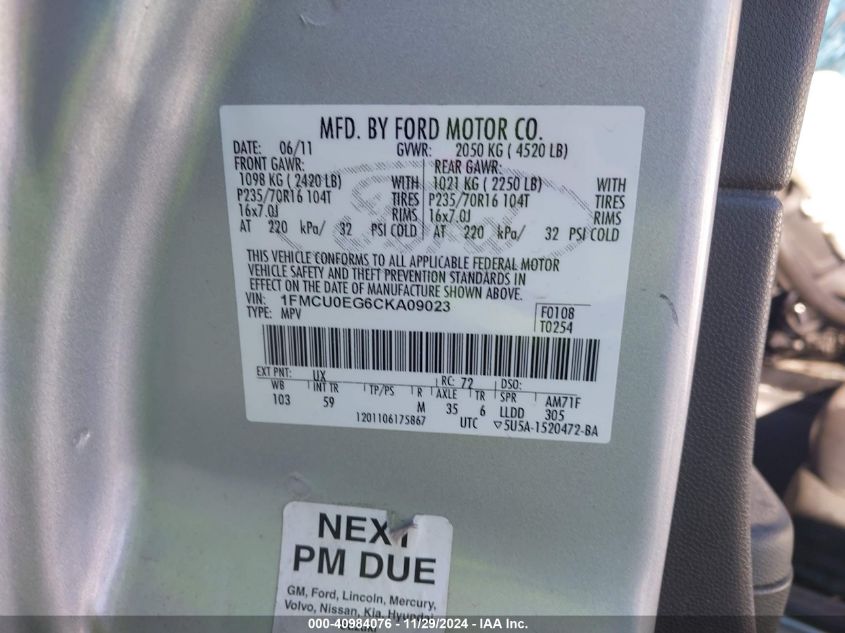 MFD. BY FORD MOTOR CO.
DATE: 06/11 GVWR: 2050 KG ( 4520 LB)
FRONT GAWR: REAR GAWR:
1098 KG ( 2420 LB) WITH 1021 KG ( 2250 LB) WITH
P235/70R16 104T TIRES P235/70R16 104T TIRES
16x7.0J RIMS 16x7.0J RIMS
AT 220 kPa/ 32 PSI COLD AT 220 kPa/ 32 PSI COLD
THIS VEHICLE CONFORMS TO ALL APPLICABLE FEDERAL MOTOR
VEHICLE SAFETY AND THEFT PREVENTION STANDARDS IN
EFFECT ON THE DATE OF MANUFACTURE SHOWN ABOVE.
VIN: 1FMCU0EG6CKA09023
TYPE: MPV
F0108
T0254
EXT PNT: UX RC: 72 DSO:
WB INT TR TP/PS R AXLE TR SPR AM71F
103 59 M 35 6 LLDD 305
1201106175867 UTC ▽5U5A-1520472-BA
NEXT
PM DUE
GM, Ford, Lincoln, Mercury,
Volvo, Nissan, Kia, Hyundai
000-40984076 - 11/29/2024 - IAA Inc.